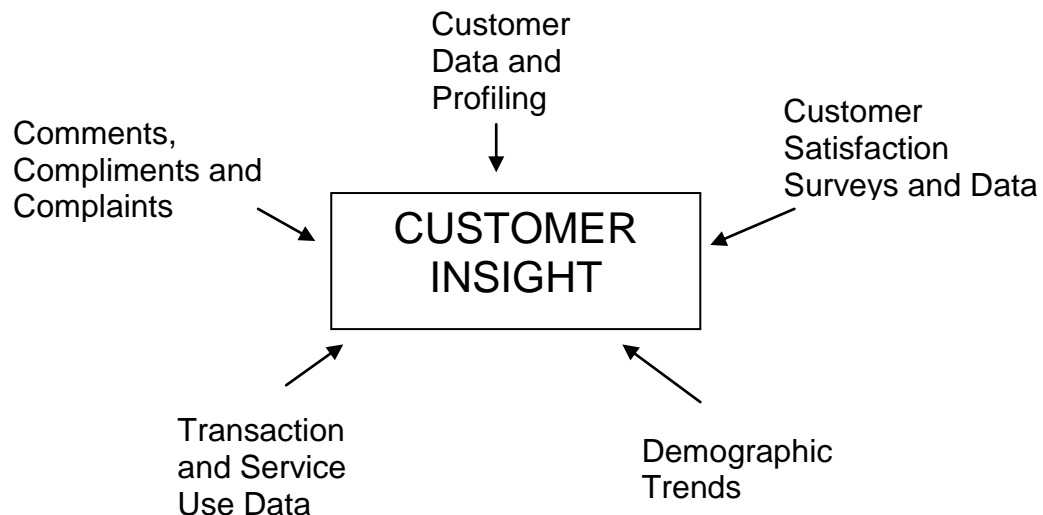 Customer
Data and
Profiling
Comments,
Compliments and
Complaints
Customer
Satisfaction
Surveys and Data
CUSTOMER
INSIGHT
Transaction
and Service
Use Data
Demographic
Trends